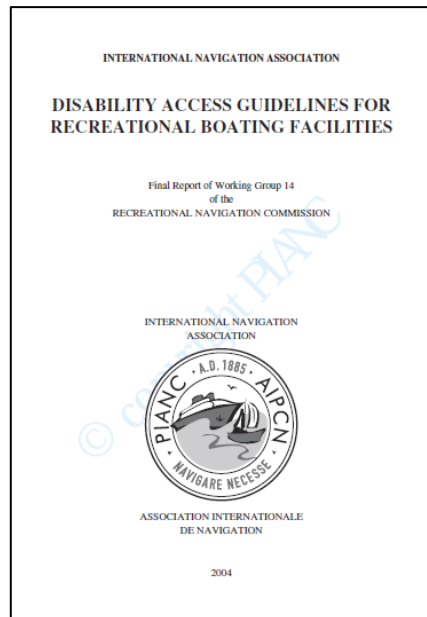 INTERNATIONAL NAVIGATION ASSOCIATION
DISABILITY ACCESS GUIDELINES FOR
RECREATIONAL BOATING FACILITIES
Final Report of Working Group 14
of the
RECREATIONAL NAVIGATION COMMISSION
© copyright PIANC
INTERNATIONAL NAVIGATION
ASSOCIATION
PIANC · A.D. 1885 · AIPCN
NAVIGARE NECESSE
ASSOCIATION INTERNATIONALE
DE NAVIGATION
2004